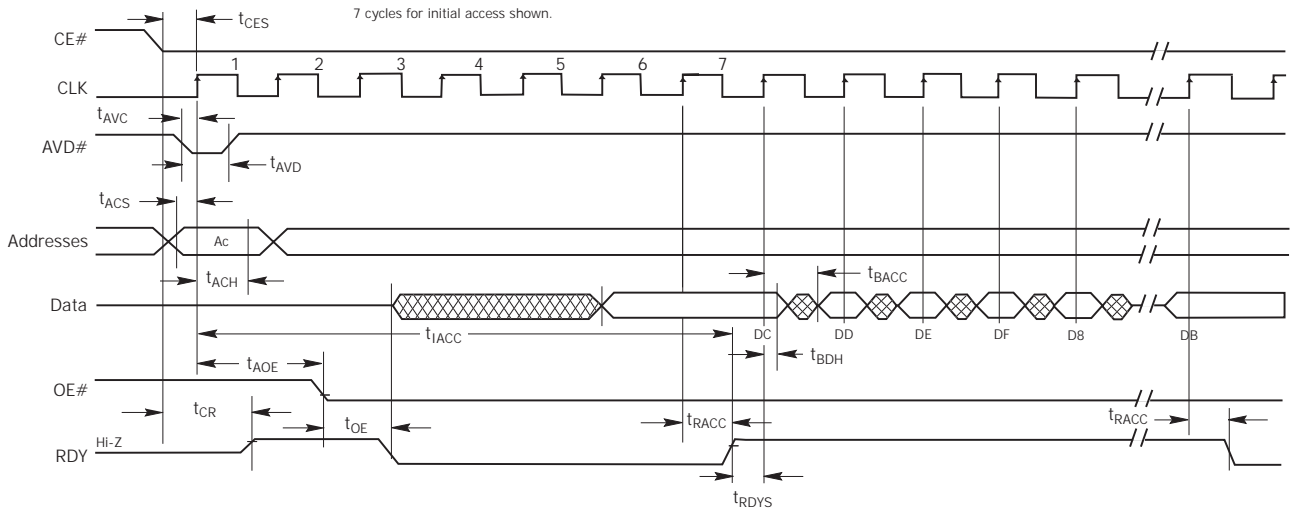 7 cycles for initial access shown.
tCES
CE#
1 2 3 4 5 6 7
CLK
tAVC
AVD#
tAVD
tACS
Addresses
Ac
tACH
tBACC
Data
tIACC
DC DD DE DF D8 DB
tBDH
tAOE
OE#
tCR
tOE
tRACC
tRACC
Hi-Z
RDY
tRDYS